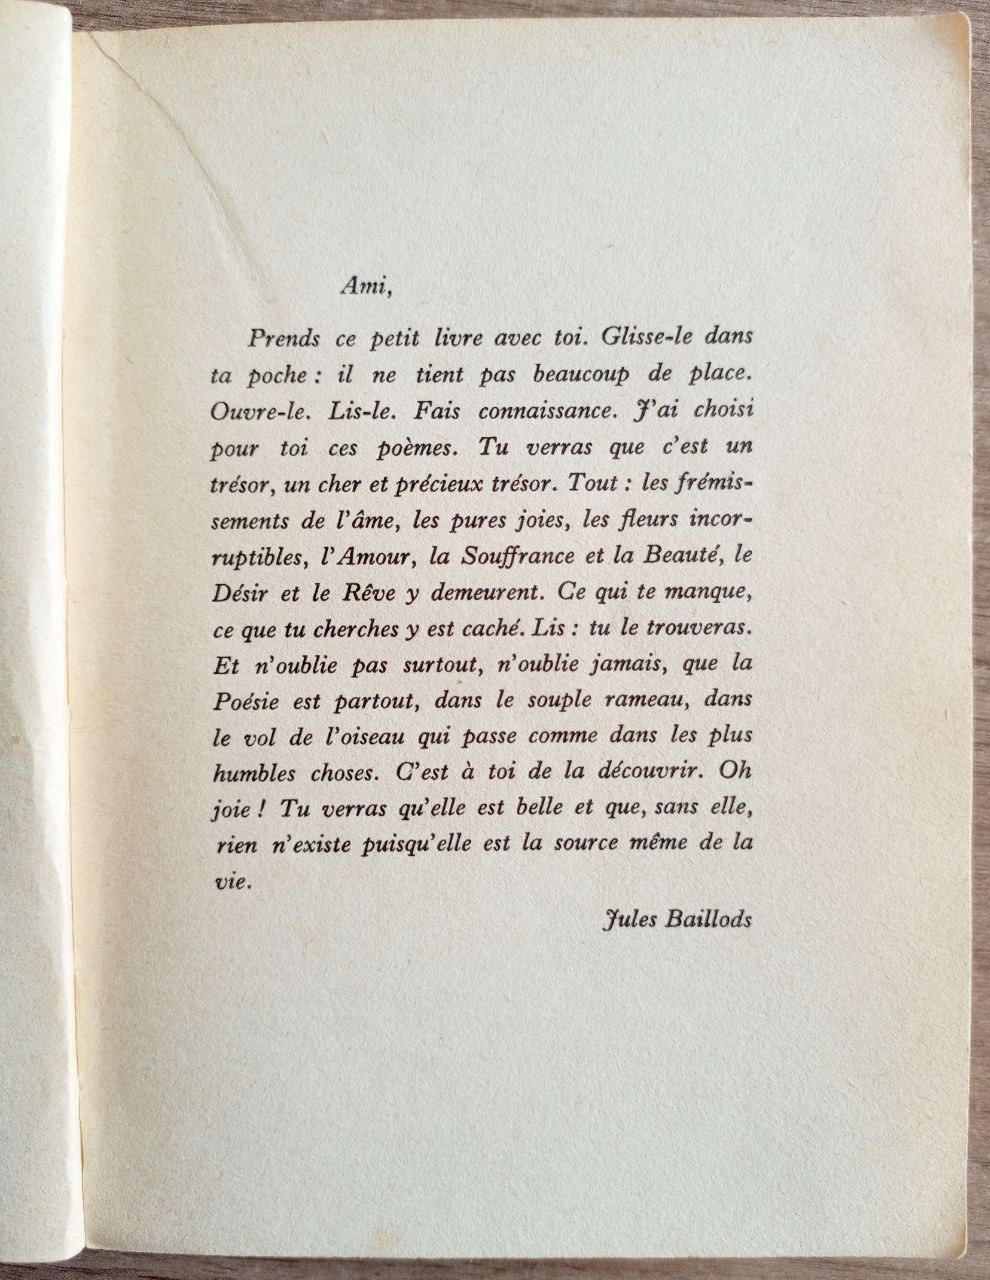 Ami,
Prends ce petit livre avec toi. Glisse-le dans
ta poche : il ne tient pas beaucoup de place.
Ouvre-le. Lis-le. Fais connaissance. J'ai choisi
pour toi ces poèmes. Tu verras que c'est un
trésor, un cher et précieux trésor. Tout : les frémis-
sements de l'âme, les pures joies, les fleurs incor-
ruptibles, l'Amour, la Souffrance et la Beauté, le
Désir et le Rêve y demeurent. Ce qui te manque,
ce que tu cherches y est caché. Lis : tu le trouveras.
Et n'oublie pas surtout, n'oublie jamais, que la
Poésie est partout, dans le souple rameau, dans
le vol de l'oiseau qui passe comme dans les plus
humbles choses. C'est à toi de la découvrir. Oh
joie ! Tu verras qu'elle est belle et que, sans elle,
rien n'existe puisqu'elle est la source même de la
vie.
Jules Baillods